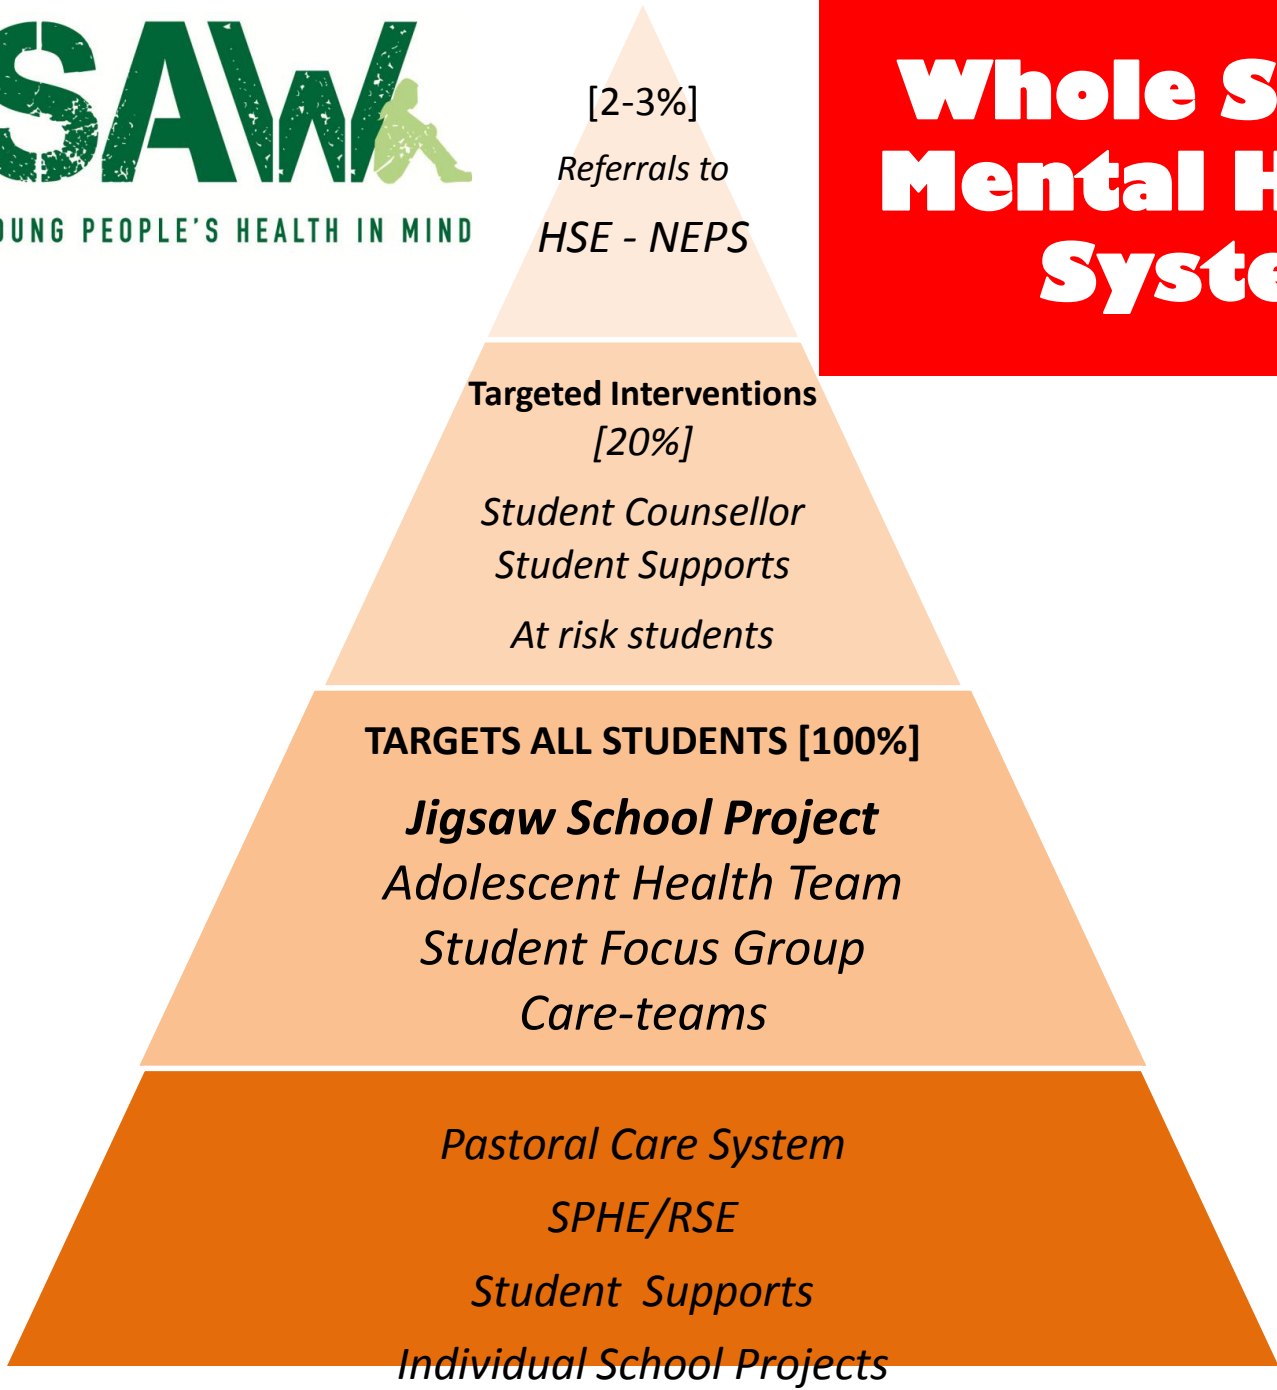 SAW
OUNG PEOPLE'S HEALTH IN MIND
Whole S
Mental H
Syste
[2-3%]
Referrals to
HSE - NEPS
Targeted Interventions
[20%]
Student Counsellor
Student Supports
At risk students
TARGETS ALL STUDENTS [100%]
Jigsaw School Project
Adolescent Health Team
Student Focus Group
Care-teams
Pastoral Care System
SPHE/RSE
Student Supports
Individual School Projects